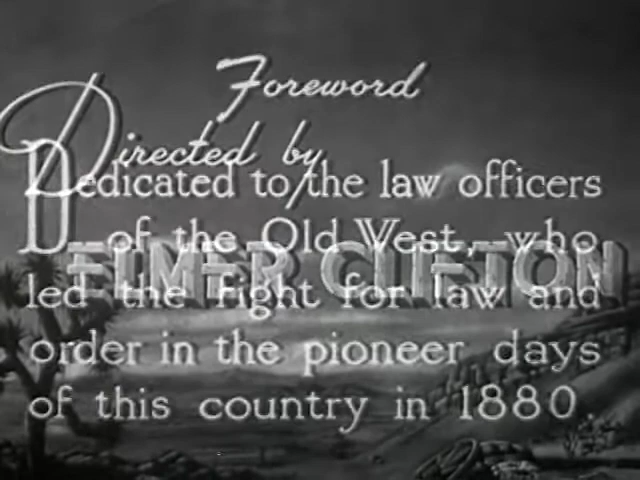 Foreword
Directed by
Dedicated to the law officers
of the Old West, who
ELMER CLIFTON
led the fight for law and
order in the pioneer days
of this country in 1880.